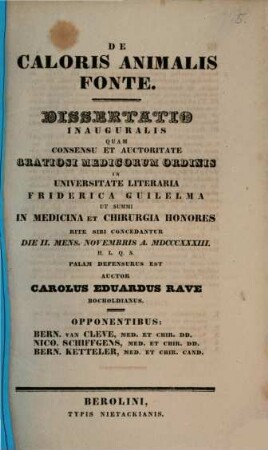 DE
CALORIS ANIMALIS
FONTE.
DISSERTATIO
INAUGURALIS
QUAM
CONSENSU ET AUCTORITATE
GRATIOSI MEDICORUM ORDINIS
IN
UNIVERSITATE LITERARIA
FRIDERICA GUILELMA
UT SUMMI
IN MEDICINA ET CHIRURGIA HONORES
RITE SIBI CONCEDANTUR
DIE II. MENS. NOVEMBRIS A. MDCCCXXXIII.
H. L. Q. S.
PALAM DEFENSURUS EST
AUCTOR
CAROLUS EDUARDUS RAVE
BOCHOLDIANUS.
OPPONENTIBUS:
BERN. VAN CLEVE, MED. ET CHIR. DD.
NICO. SCHIFFGENS, MED. ET CHIR. DD.
BERN. KETTELER, MED. ET CHIR. CAND.
BEROLINI,
TYPIS NIETACKIANIS.